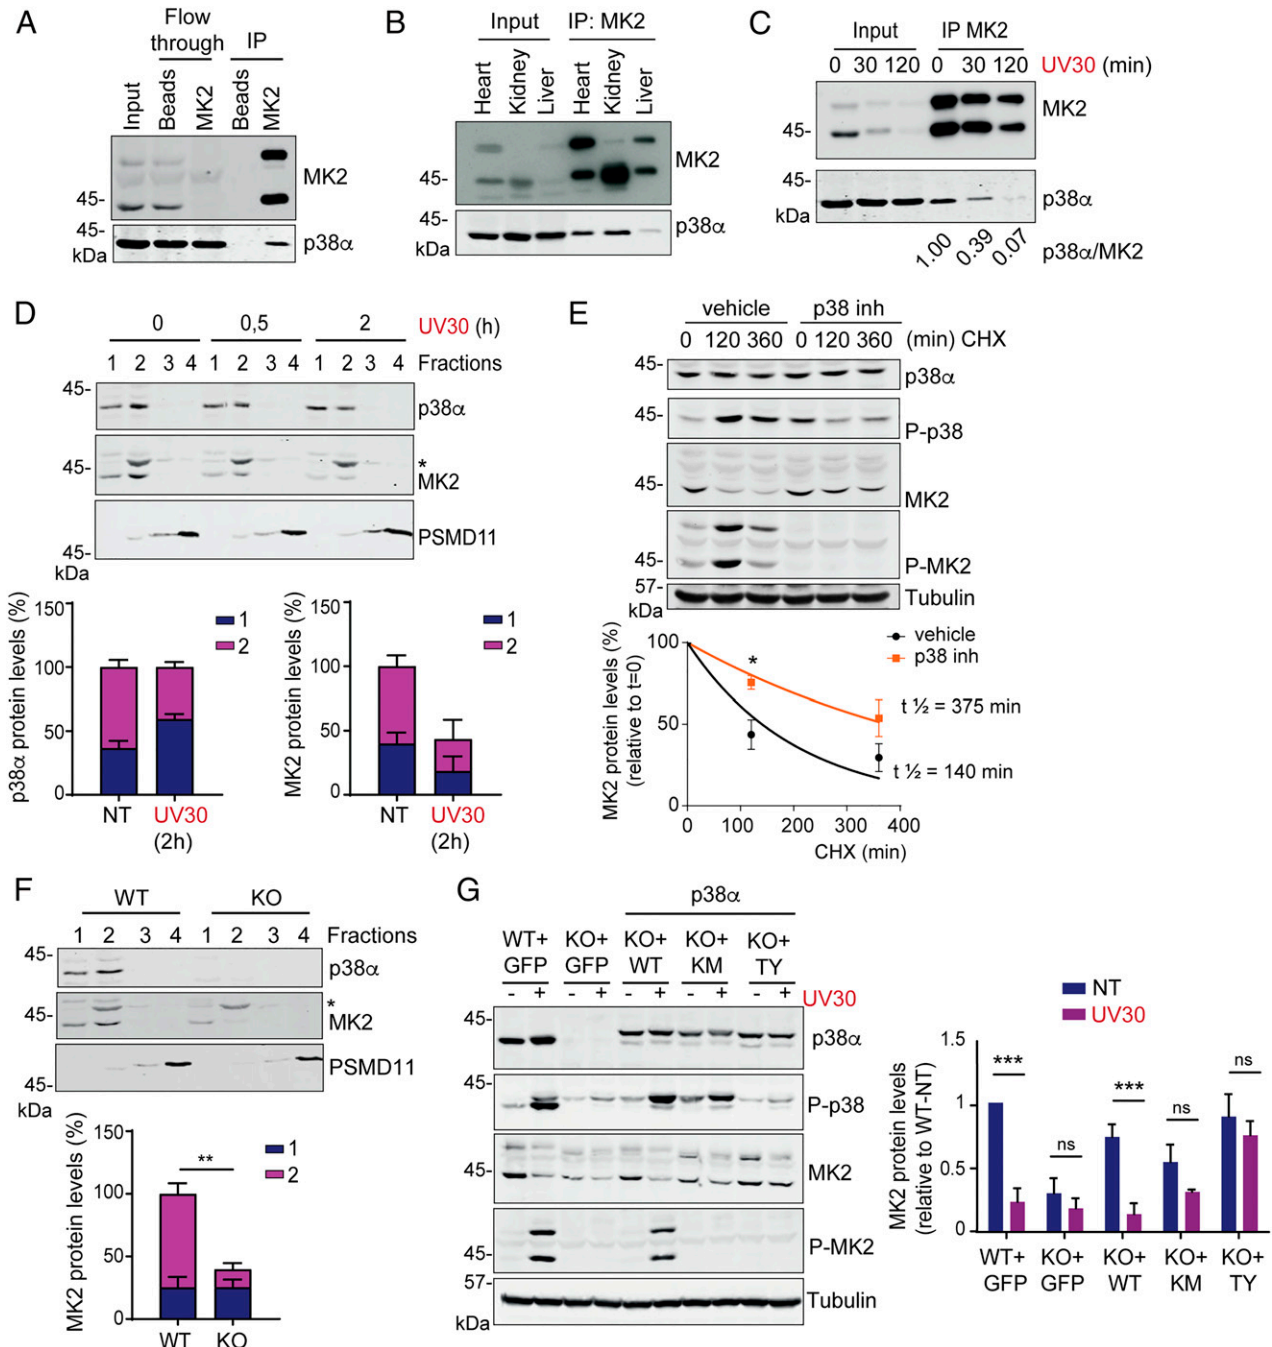 A
Flow
through
IP
Input
Beads
MK2
Beads
MK2
MK2
45-
45-
p38α
kDa
B
Input
IP: MK2
Heart
Kidney
Liver
Heart
Kidney
Liver
MK2
45-
45-
p38α
kDa
C
Input
IP MK2
0 30 120 0 30 120 UV30 (min)
MK2
45-
45-
p38α
kDa
1.00 0.39 0.07 p38α/MK2
D
0 0,5 2 UV30 (h)
1 2 3 4 1 2 3 4 1 2 3 4 Fractions
45-
p38α
45-
*
MK2
PSMD11
45-
kDa
p38α protein levels (%)
150
100
50
0
1
2
NT
UV30
(2h)
MK2 protein levels (%)
150
100
50
0
1
2
NT
UV30
(2h)
E
vehicle p38 inh
0 120 360 0 120 360 (min) CHX
45-
p38α
45-
P-p38
45-
MK2
45-
P-MK2
57-
Tubulin
kDa
MK2 protein levels (%)
(relative to t=0)
100
50
0
vehicle
p38 inh
*
t ½ = 375 min
t ½ = 140 min
0 100 200 300 400
CHX (min)
F
WT KO
1 2 3 4 1 2 3 4 Fractions
45-
p38α
45-
*
MK2
PSMD11
45-
kDa
MK2 protein levels (%)
150
100
50
0
**
1
2
WT KO
G
p38α
WT+ KO+ KO+ KO+ KO+
GFP GFP WT KM TY
- + - + - + - + - + UV30
45-
p38α
45-
P-p38
45-
MK2
45-
P-MK2
57-
Tubulin
kDa
NT
UV30
MK2 protein levels
(relative to WT-NT)
1.5
1
0.5
0
*** ns *** ns ns
WT+ KO+ KO+ KO+ KO+
GFP GFP WT KM TY